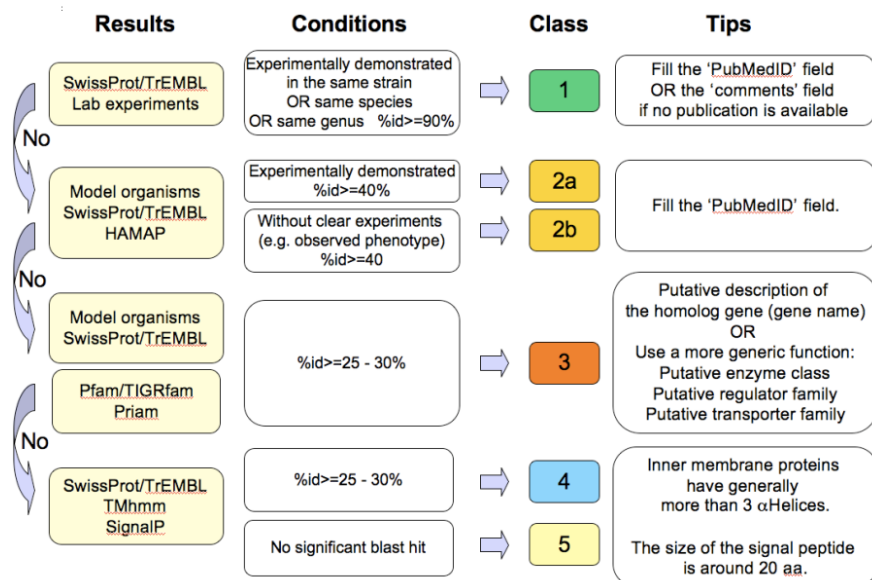 Results
Conditions
Class
Tips
SwissProt/TrEMBL
Lab experiments
Experimentally demonstrated
in the same strain
OR same species
OR same genus %id>=90%
1
Fill the ‘PubMedID’ field
OR the ‘comments’ field
if no publication is available
No
Model organisms
SwissProt/TrEMBL
HAMAP
Experimentally demonstrated
%id>=40%
2a
Without clear experiments
(e.g. observed phenotype)
%id>=40
2b
Fill the ‘PubMedID’ field.
No
Model organisms
SwissProt/TrEMBL
Pfam/TIGRfam
Priam
%id>=25 - 30%
3
Putative description of
the homolog gene (gene name)
OR
Use a more generic function:
Putative enzyme class
Putative regulator family
Putative transporter family
No
SwissProt/TrEMBL
TMhmm
SignalP
%id>=25 - 30%
4
No significant blast hit
5
Inner membrane proteins
have generally
more than 3 αHelices.
The size of the signal peptide
is around 20 aa.